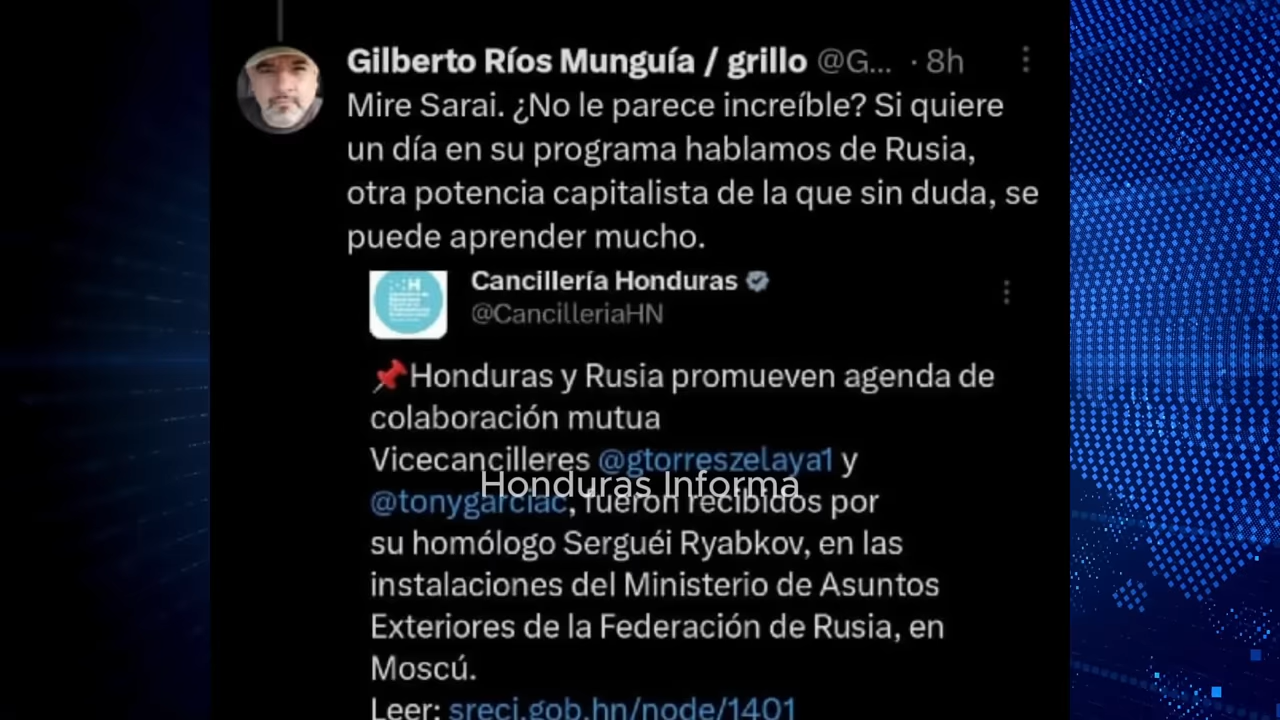 Gilberto Ríos Munguía / grillo @G... · 8h
Mire Sarai. ¿No le parece increíble? Si quiere
un día en su programa hablamos de Rusia,
otra potencia capitalista de la que sin duda, se
puede aprender mucho.
Cancillería Honduras
@CancilleriaHN
📌Honduras y Rusia promueven agenda de
colaboración mutua
Vicecancilleres @gtorreszelaya1 y
Honduras Informa
@tonygarciac, fueron recibidos por
su homólogo Serguéi Ryabkov, en las
instalaciones del Ministerio de Asuntos
Exteriores de la Federación de Rusia, en
Moscú.
Leer: sreci.gob.hn/node/1401